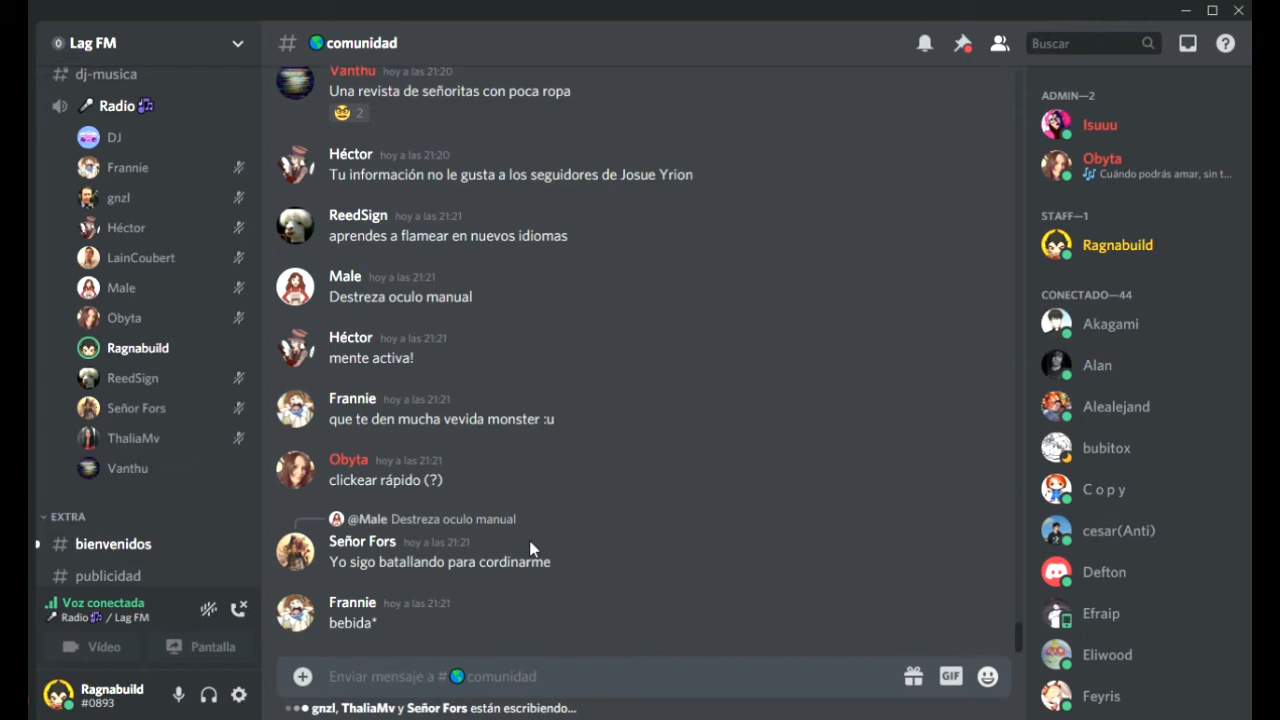 Lag FM
dj-musica
Radio
DJ
Frannie
gnzl
Héctor
LainCoubert
Male
Obyta
Ragnabuild
ReedSign
Señor Fors
ThaliaMv
Vanthu
EXTRA
# bienvenidos
# publicidad
Voz conectada
Radio / Lag FM
Vídeo
Pantalla
Ragnabuild
#0893
# comunidad
Vanthu hoy a las 21:20
Una revista de señoritas con poca ropa
2
Héctor hoy a las 21:20
Tu información no le gusta a los seguidores de Josue Yrion
ReedSign hoy a las 21:21
aprendes a flamear en nuevos idiomas
Male hoy a las 21:21
Destreza oculo manual
Héctor hoy a las 21:21
mente activa!
Frannie hoy a las 21:21
que te den mucha vevida monster :u
Obyta hoy a las 21:21
clickear rápido (?)
@Male Destreza oculo manual
Señor Fors hoy a las 21:21
Yo sigo batallando para cordinarme
Frannie hoy a las 21:21
bebida*
Enviar mensaje a # comunidad
GIF
gnzl, ThaliaMv y Señor Fors están escribiendo...
Buscar
ADMIN—2
Isuuu
Obyta
Cuándo podrás amar, sin t...
STAFF—1
Ragnabuild
CONECTADO—44
Akagami
Alan
Alealejand
bubitox
C o p y
cesar(Anti)
Defton
Efraip
Eliwood
Feyris